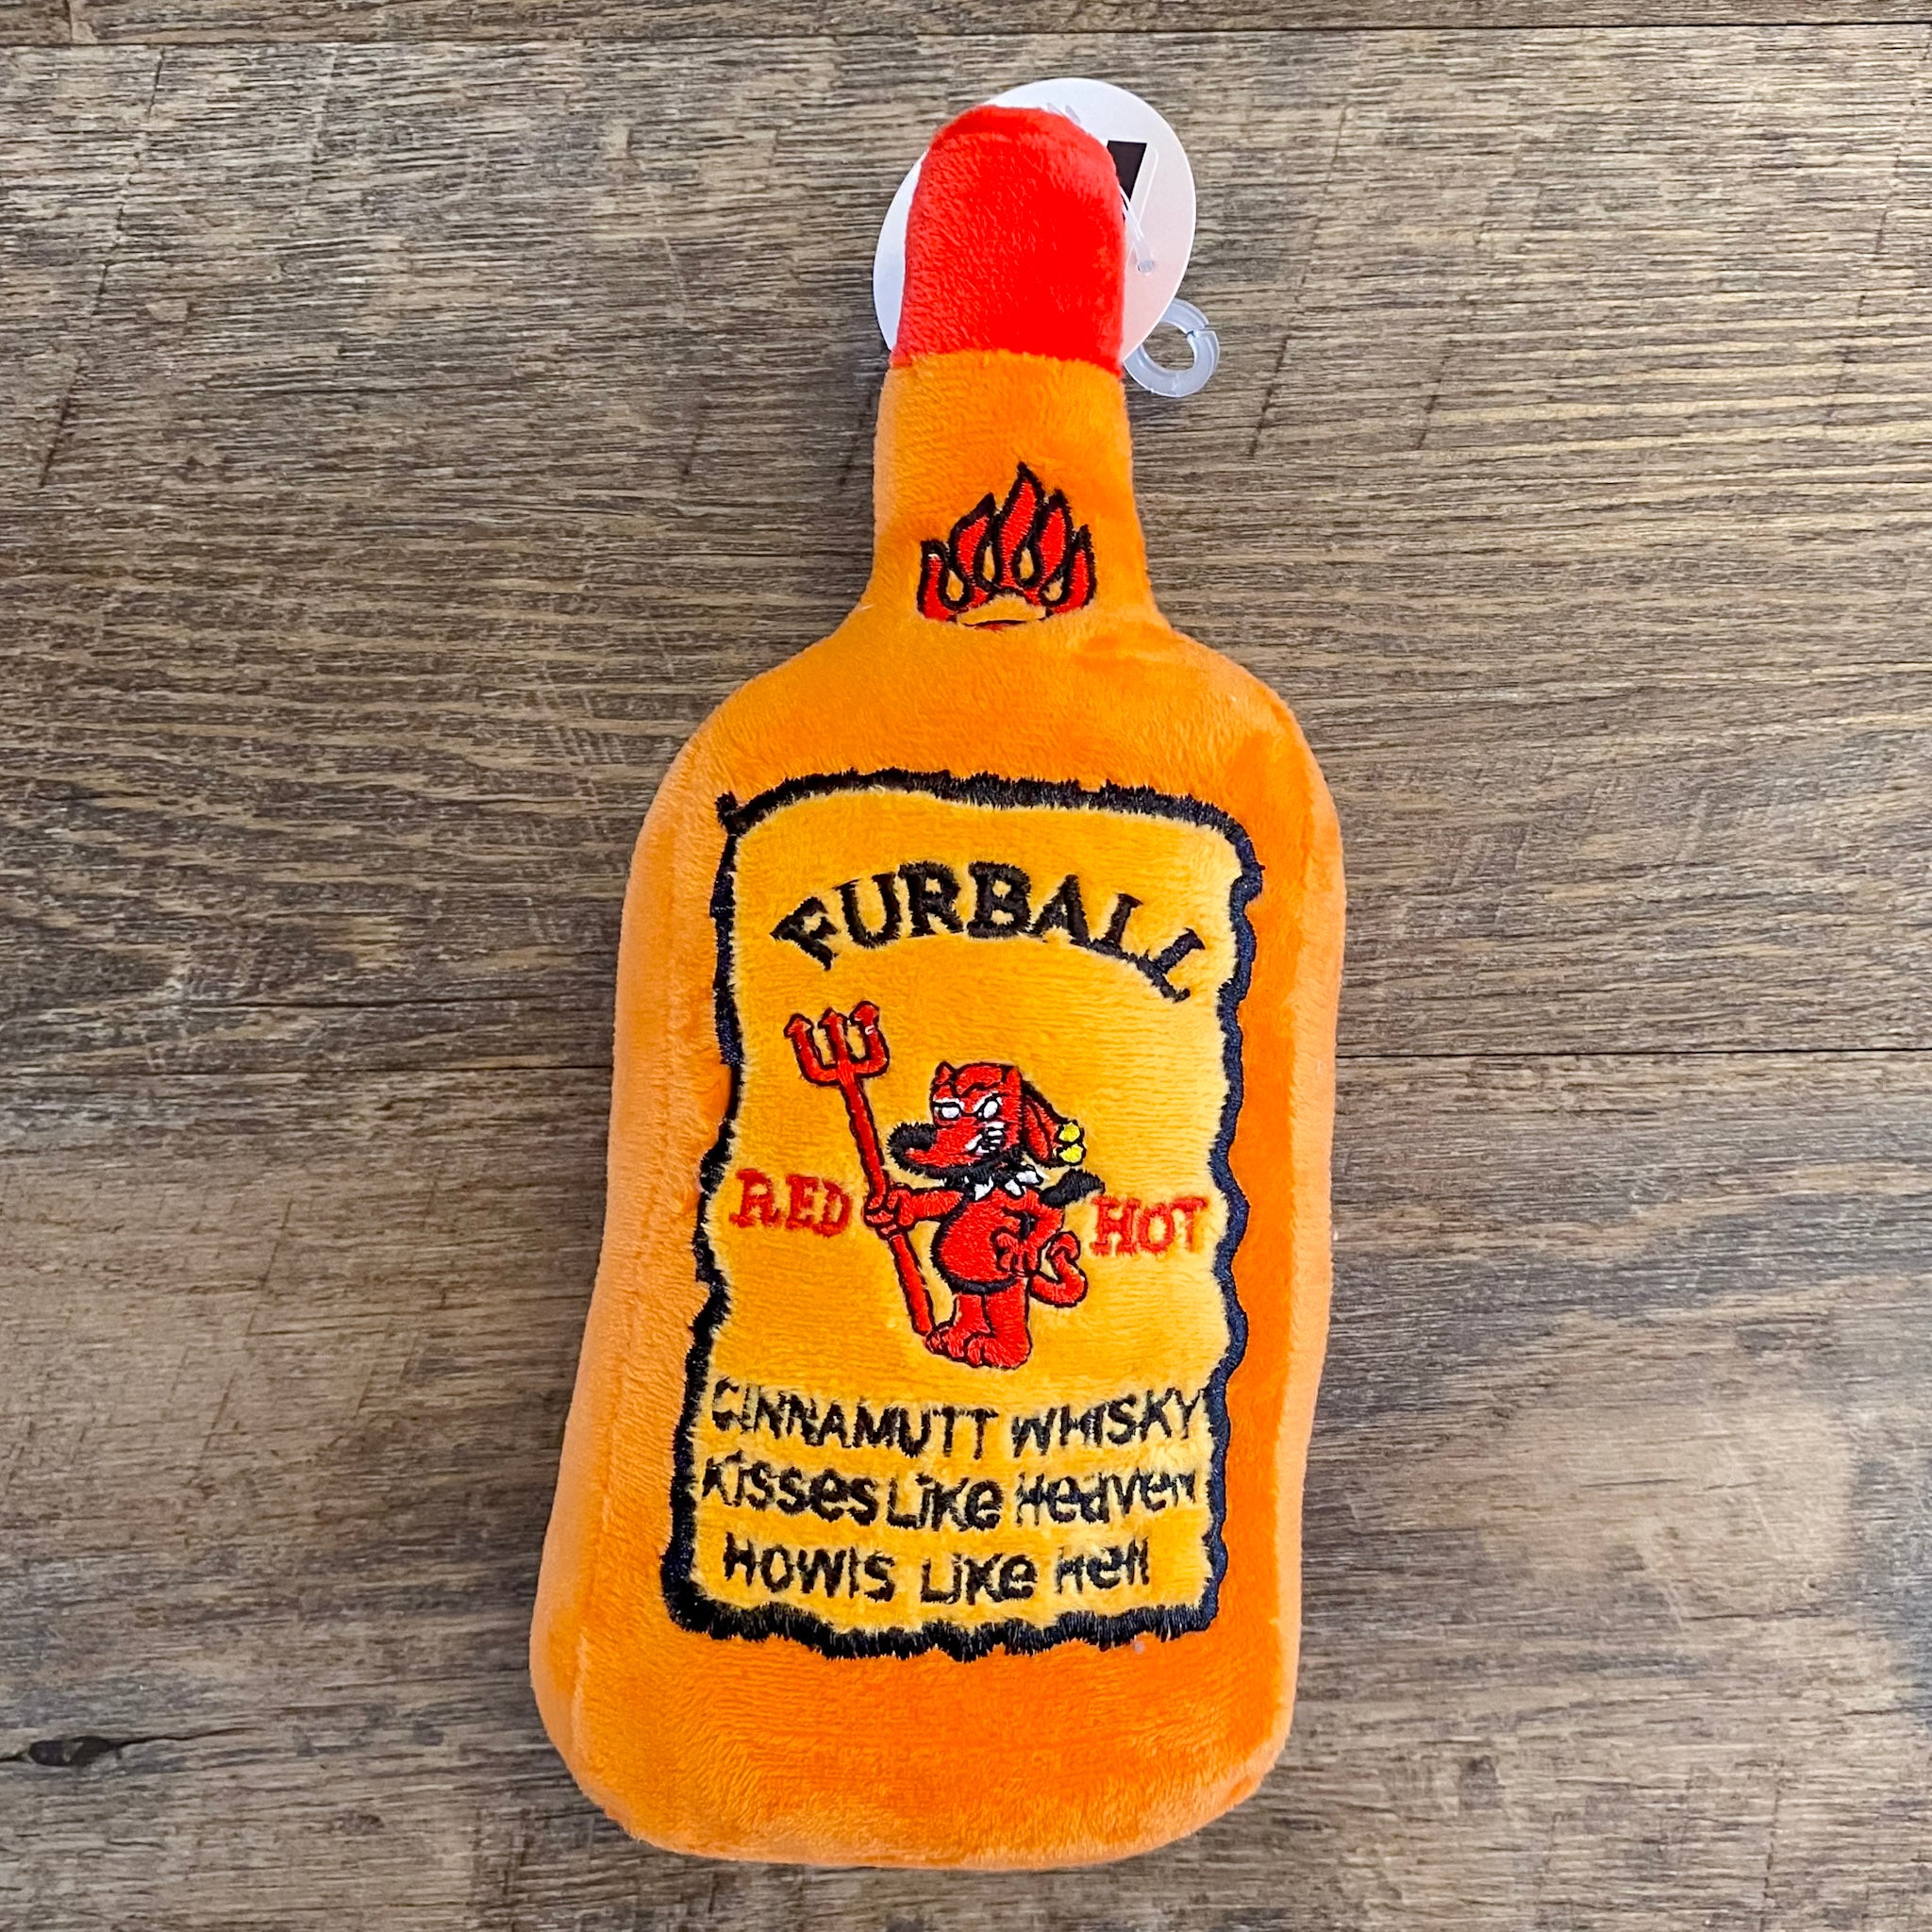 FURBALL
RED HOT
CINNAMUTT WHISKY
Kisses Like Heaven
HOWLS Like Hell